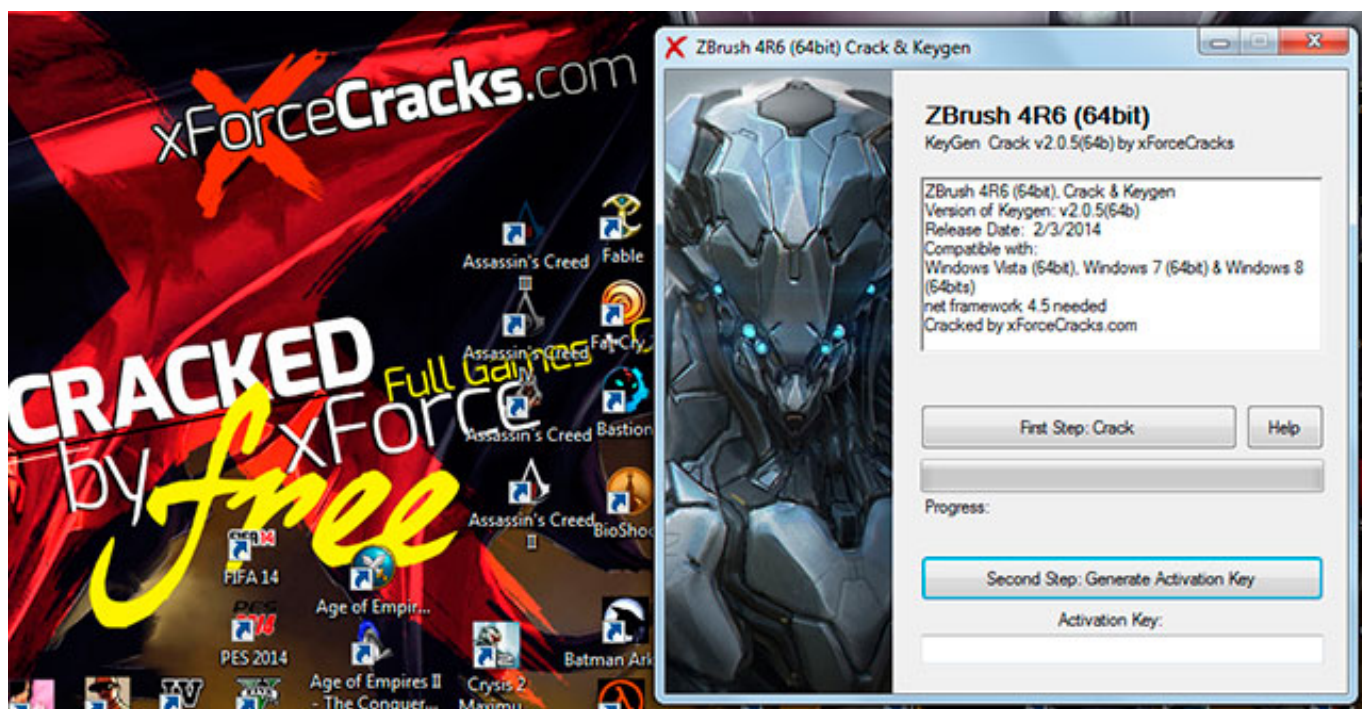 xForceCracks.com
CRACKED
by xForce
free
Full Games
Assassin's Creed
III
Fable
Assassin's Creed
Far Cry
Assassin's Creed
Bastion
Assassin's Creed
II
FIFA 14
Age of Empir...
PES
2014
PES 2014
Batman Ark
Age of Empires II
- The Conquer...
Crysis 2
IV
V
ZBrush 4R6 (64bit) Crack & Keygen
ZBrush 4R6 (64bit)
KeyGen Crack v2.0.5(64b) by xForceCracks
ZBrush 4R6 (64bit), Crack & Keygen
Version of Keygen: v2.0.5(64b)
Release Date: 2/3/2014
Compatible with:
Windows Vista (64bit), Windows 7 (64bit) & Windows 8
(64bits)
net framework 4.5 needed
Cracked by xForceCracks.com
First Step: Crack
Help
Progress:
Second Step: Generate Activation Key
Activation Key: